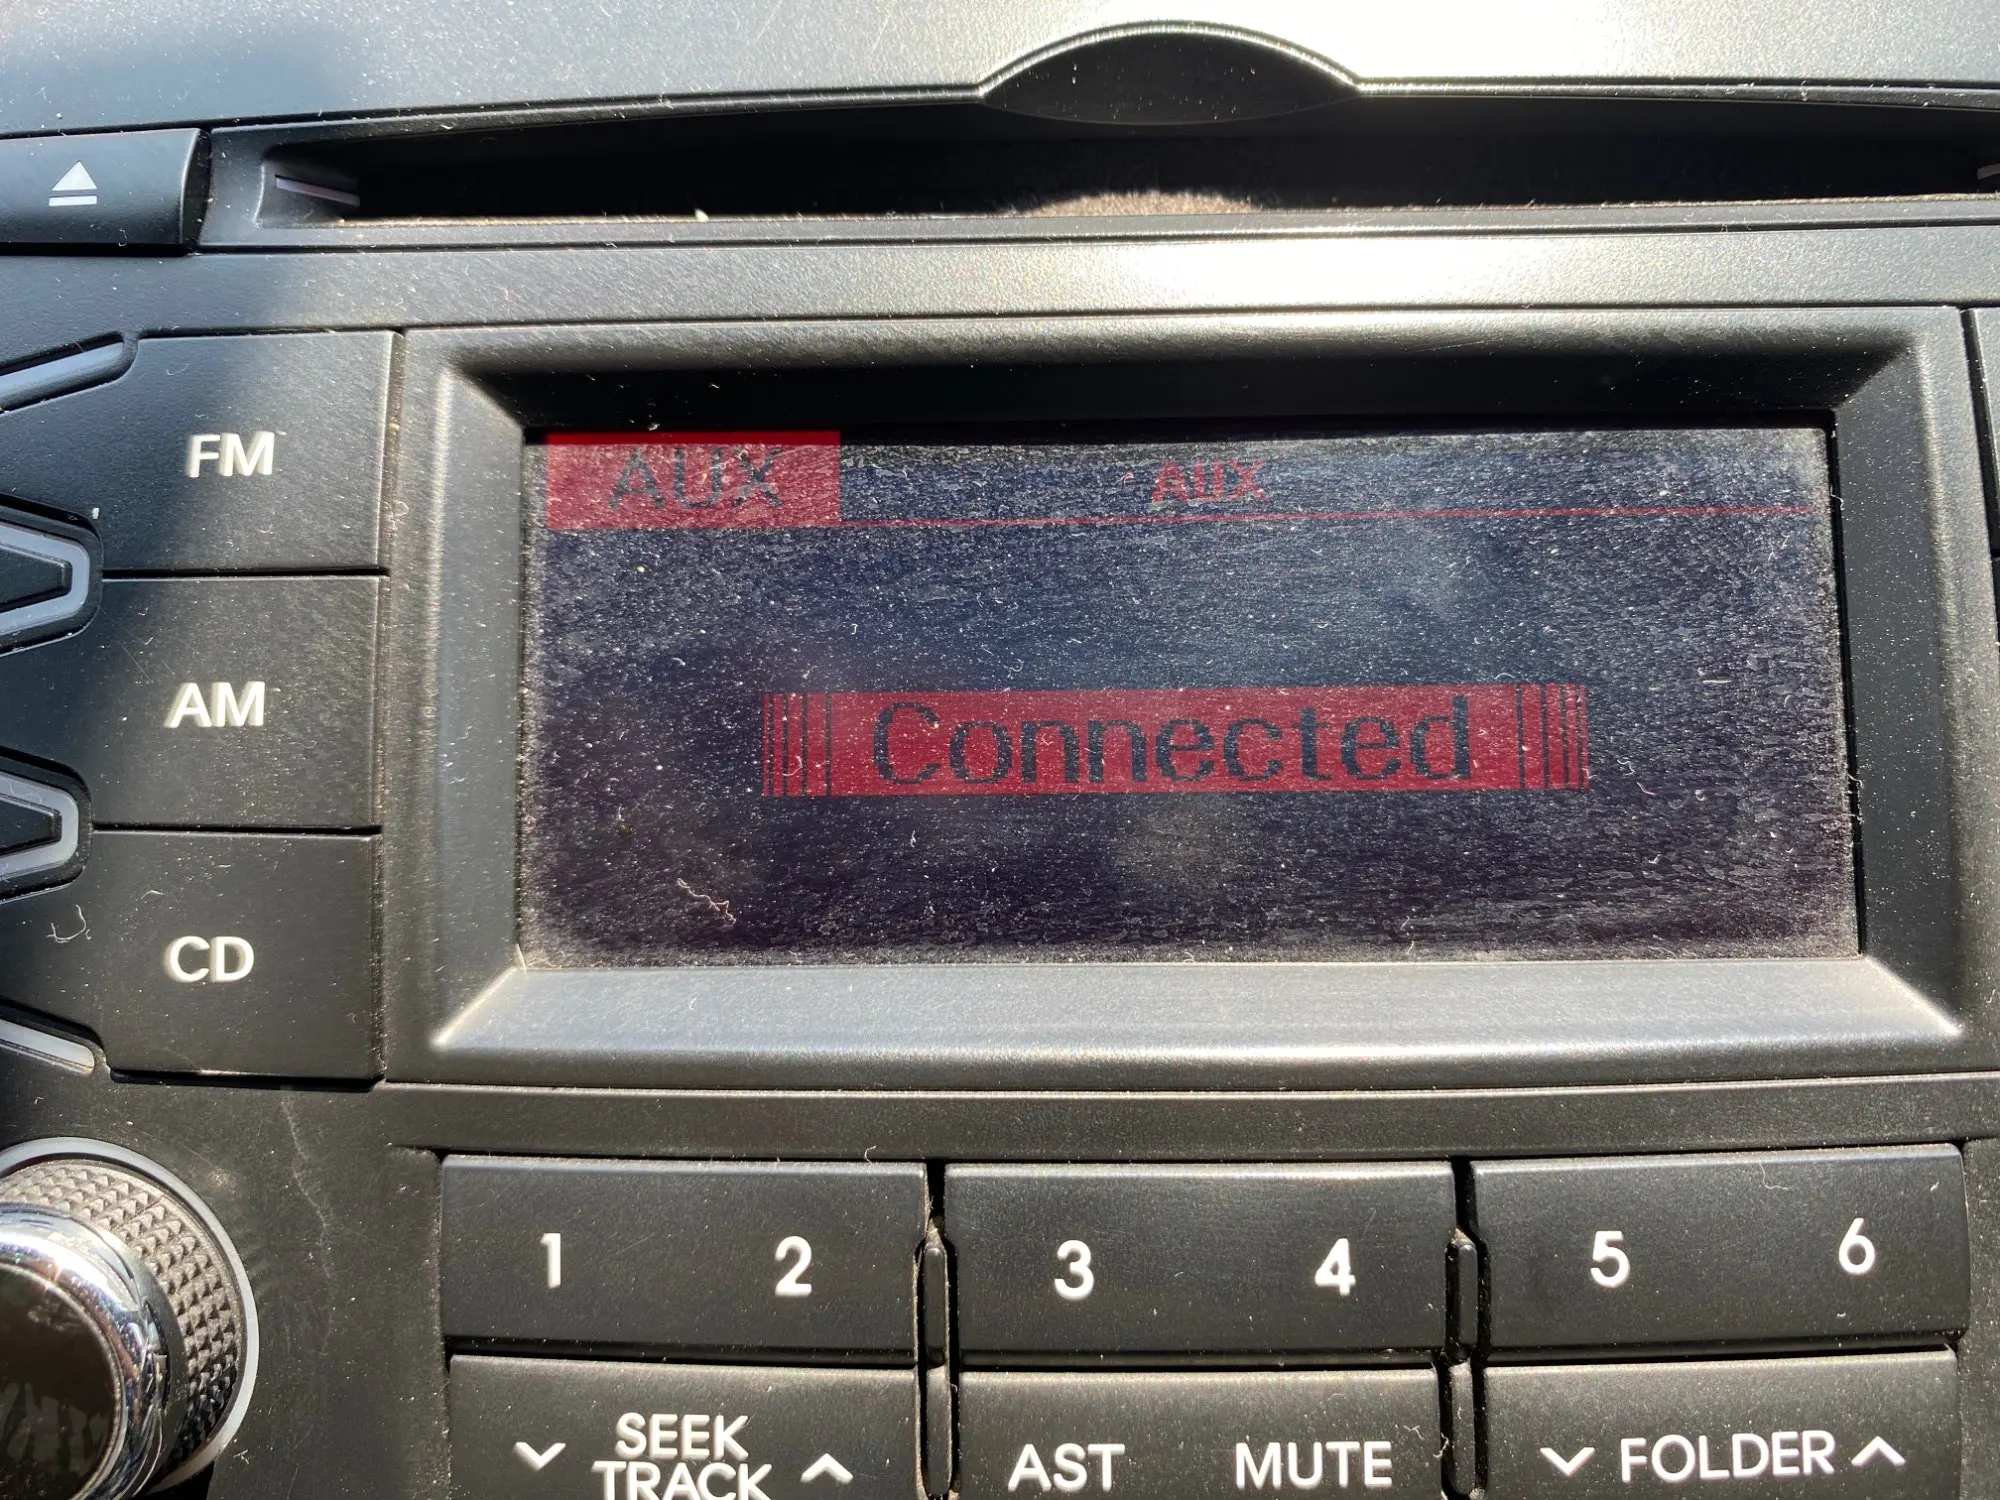 FM
AM
CD
AUX AUX
Connected
1 2 3 4 5 6
SEEK
TRACK
AST MUTE
FOLDER